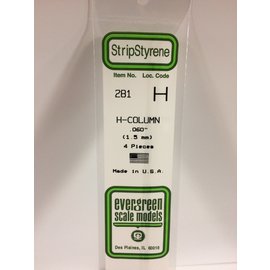 StripStyrene
Item No. Loc. Code
281 H
H-COLUMN
.060"
(1.5 mm)
4 Pieces
Made in U.S.A.
evergreen
scale models
Des Plaines, IL 60018